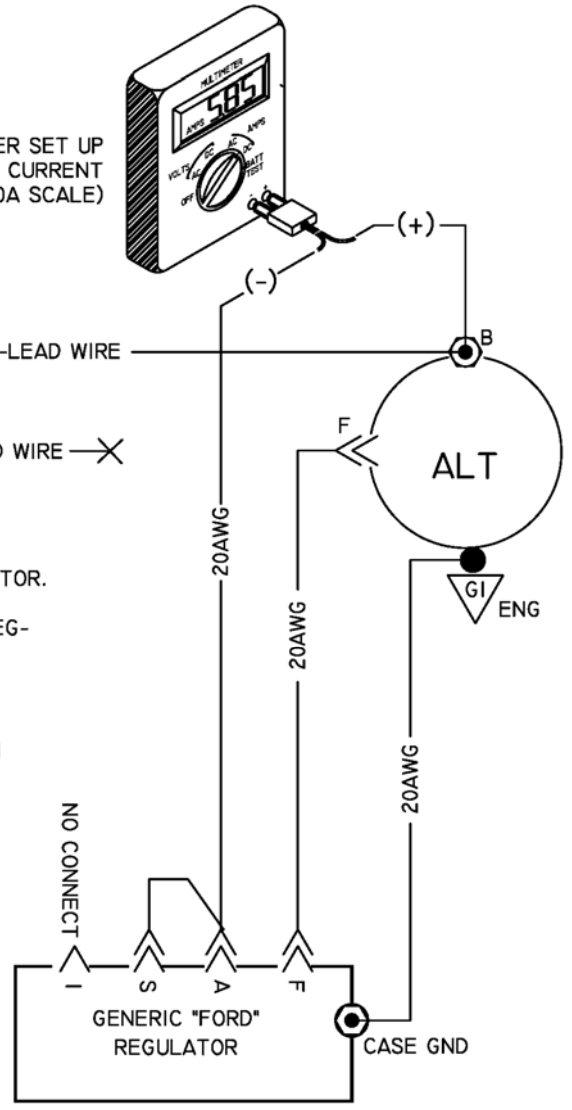 MULTIMETER
5.85
AMPS
VOLTS
AC
DC
AC
DC
AMPS
BATT
TEST
OFF
-
+
ER SET UP
CURRENT
0A SCALE)
(+)
(-)
-LEAD WIRE
B
F
WIRE
ALT
TOR.
EG-
G1
ENG
20AWG
20AWG
20AWG
NO CONNECT
I
S
A
F
GENERIC "FORD"
REGULATOR
CASE GND